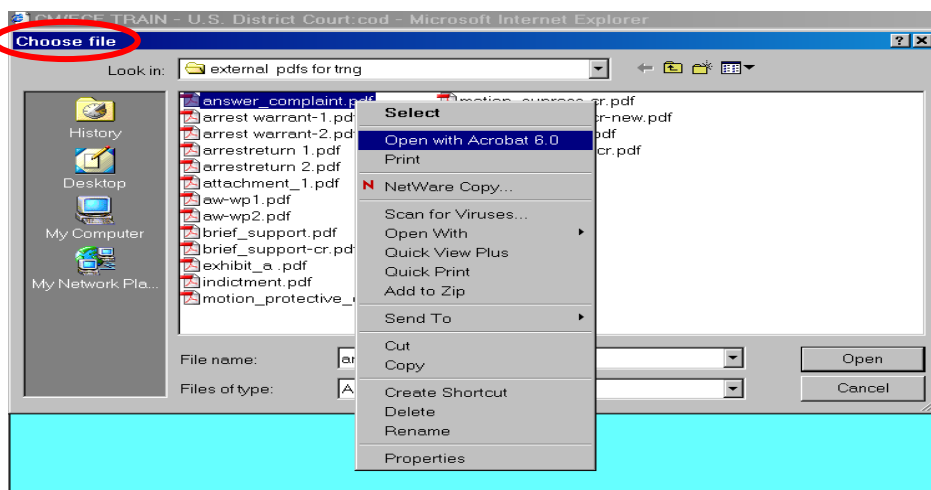 CM/ECF TRAIN - U.S. District Court:cod - Microsoft Internet Explorer
Choose file
Look in: external pdfs for trng
History
Desktop
My Computer
My Network Pla...
answer_complaint.pdf
arrest warrant-1.pdf
arrest warrant-2.pdf
arrestreturn 1.pdf
arrestreturn 2.pdf
attachment_1.pdf
aw-wp1.pdf
aw-wp2.pdf
brief_support.pdf
brief_support-cr.pd
exhibit_a .pdf
indictment.pdf
motion_protective_
motion_supress_cr.pdf
cr-new.pdf
pdf
cr.pdf
Select
Open with Acrobat 6.0
Print
N NetWare Copy...
Scan for Viruses...
Open With
Quick View Plus
Quick Print
Add to Zip
Send To
Cut
Copy
Create Shortcut
Delete
Rename
Properties
File name: an
Open
Files of type: A
Cancel